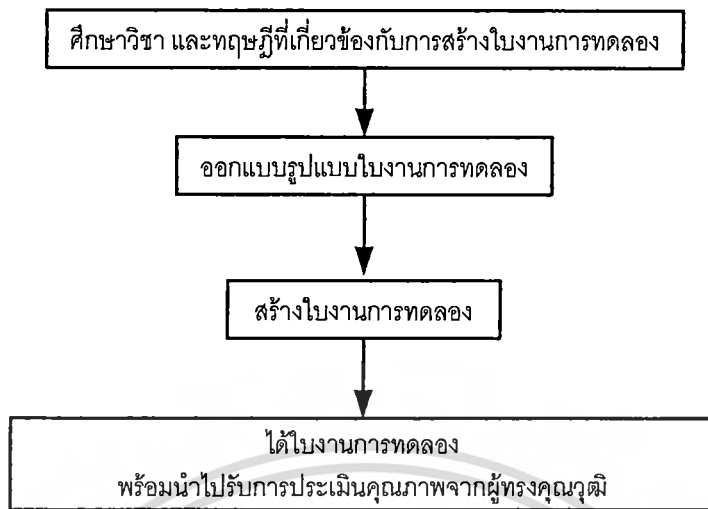 ศึกษาวิชา และทฤษฎีที่เกี่ยวข้องกับการสร้างใบงานการทดลอง
ออกแบบรูปแบบใบงานการทดลอง
สร้างใบงานการทดลอง
ได้ใบงานการทดลอง
พร้อมนำไปรับการประเมินคุณภาพจากผู้ทรงคุณวุฒิ